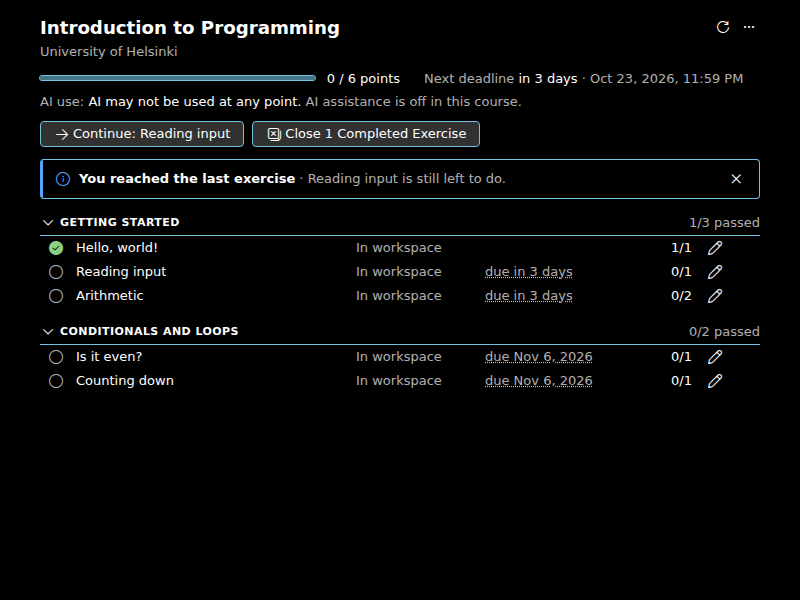 Introduction to Programming
University of Helsinki
0 / 6 points Next deadline in 3 days · Oct 23, 2026, 11:59 PM
AI use: AI may not be used at any point. AI assistance is off in this course.
Continue: Reading input Close 1 Completed Exercise
You reached the last exercise · Reading input is still left to do.
GETTING STARTED 1/3 passed
Hello, world! In workspace 1/1
Reading input In workspace due in 3 days 0/1
Arithmetic In workspace due in 3 days 0/2
CONDITIONALS AND LOOPS 0/2 passed
Is it even? In workspace due Nov 6, 2026 0/1
Counting down In workspace due Nov 6, 2026 0/1